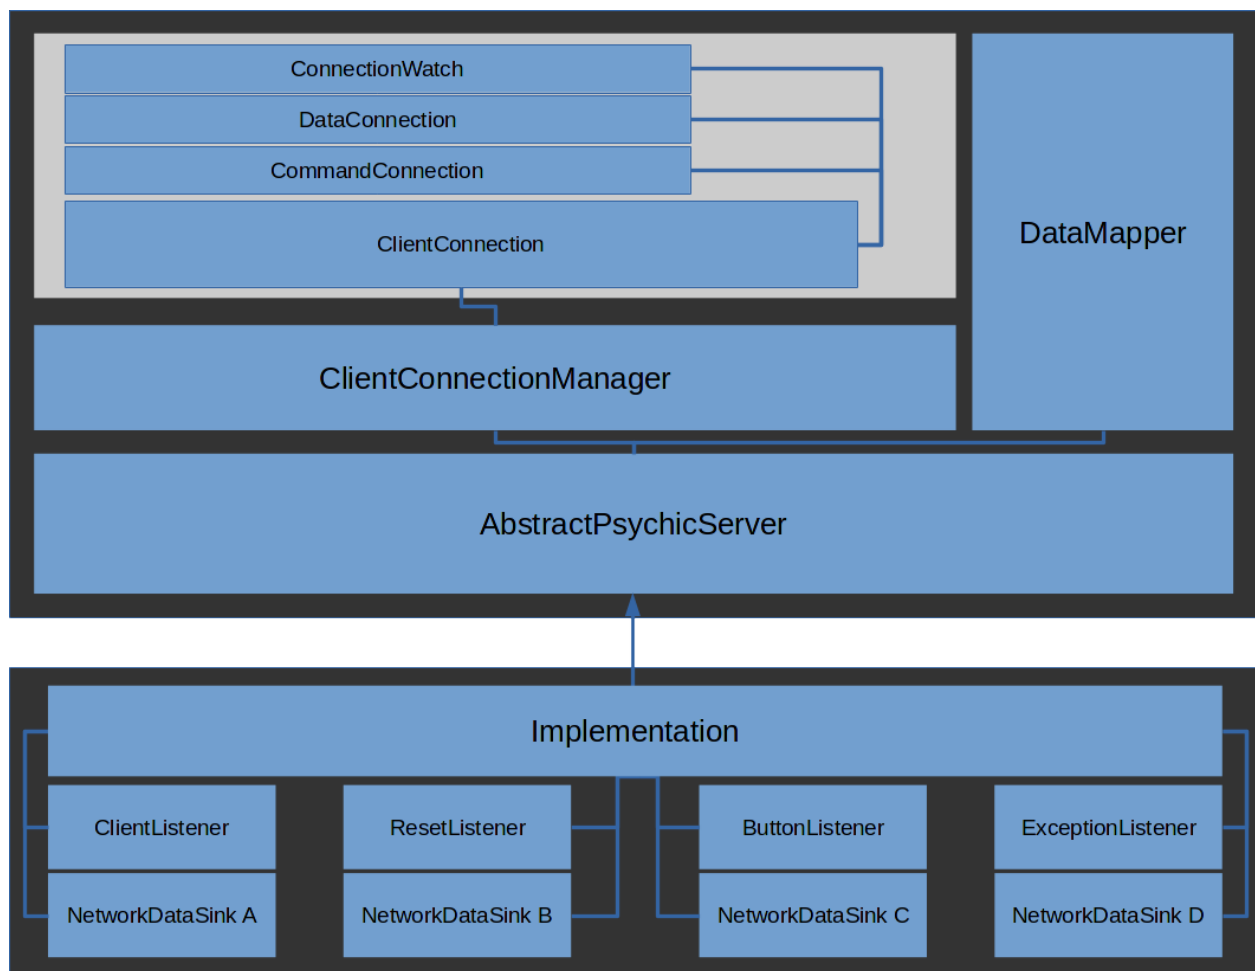 ConnectionWatch
DataConnection
CommandConnection
ClientConnection
DataMapper
ClientConnectionManager
AbstractPsychicServer
Implementation
ClientListener
ResetListener
ButtonListener
ExceptionListener
NetworkDataSink A
NetworkDataSink B
NetworkDataSink C
NetworkDataSink D